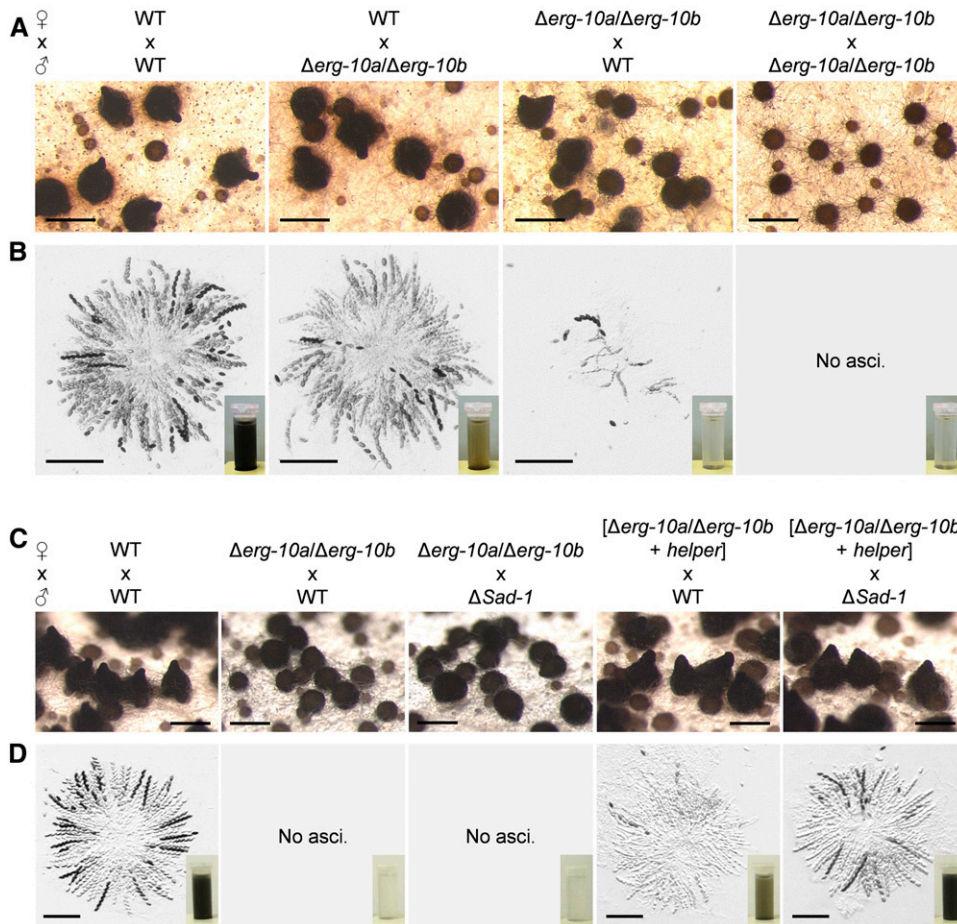 A
♀ WT WT Δerg-10a/Δerg-10b Δerg-10a/Δerg-10b
x x x x x
♂ WT Δerg-10a/Δerg-10b WT Δerg-10a/Δerg-10b
B
No asci.
[Δerg-10a/Δerg-10b [Δerg-10a/Δerg-10b
C
♀ WT Δerg-10a/Δerg-10b Δerg-10a/Δerg-10b + helper] + helper]
x x x x x x
♂ WT WT ΔSad-1 WT ΔSad-1
D
No asci. No asci.